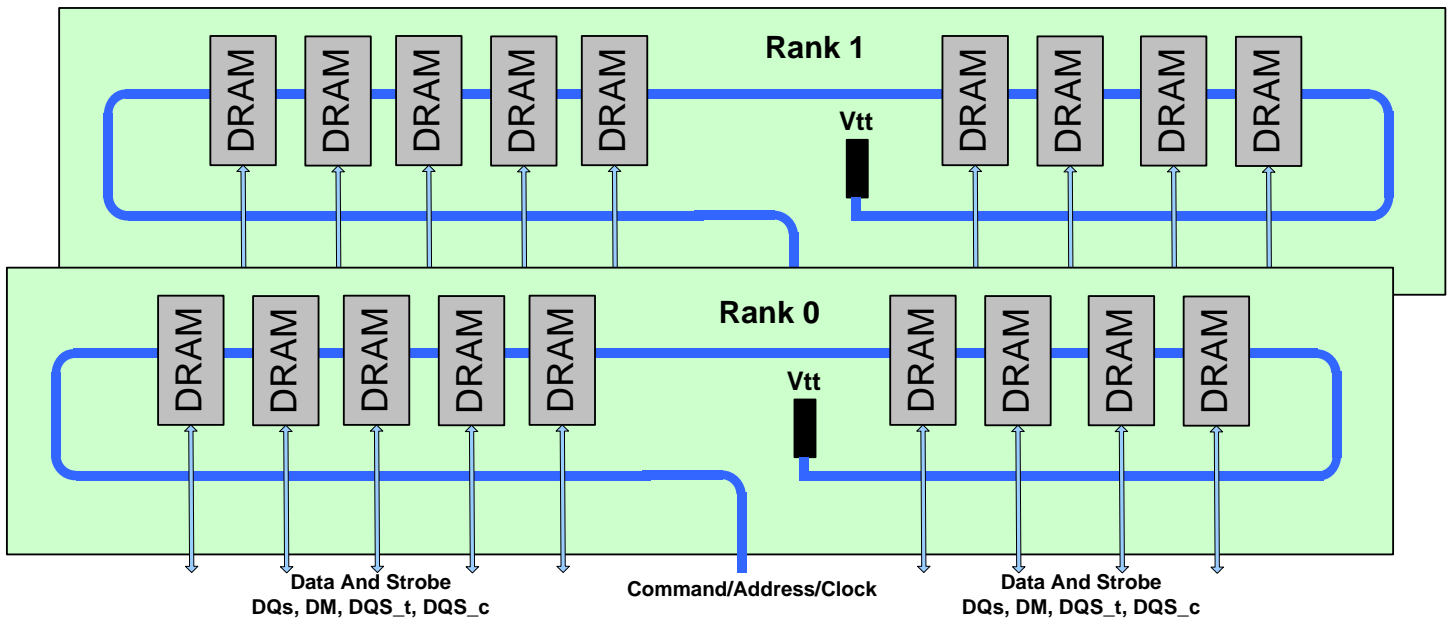 Rank 1
DRAM
DRAM
DRAM
DRAM
DRAM
DRAM
DRAM
DRAM
DRAM
Vtt
Rank 0
DRAM
DRAM
DRAM
DRAM
DRAM
DRAM
DRAM
DRAM
DRAM
Vtt
Data And Strobe
DQs, DM, DQS_t, DQS_c
Command/Address/Clock
Data And Strobe
DQs, DM, DQS_t, DQS_c